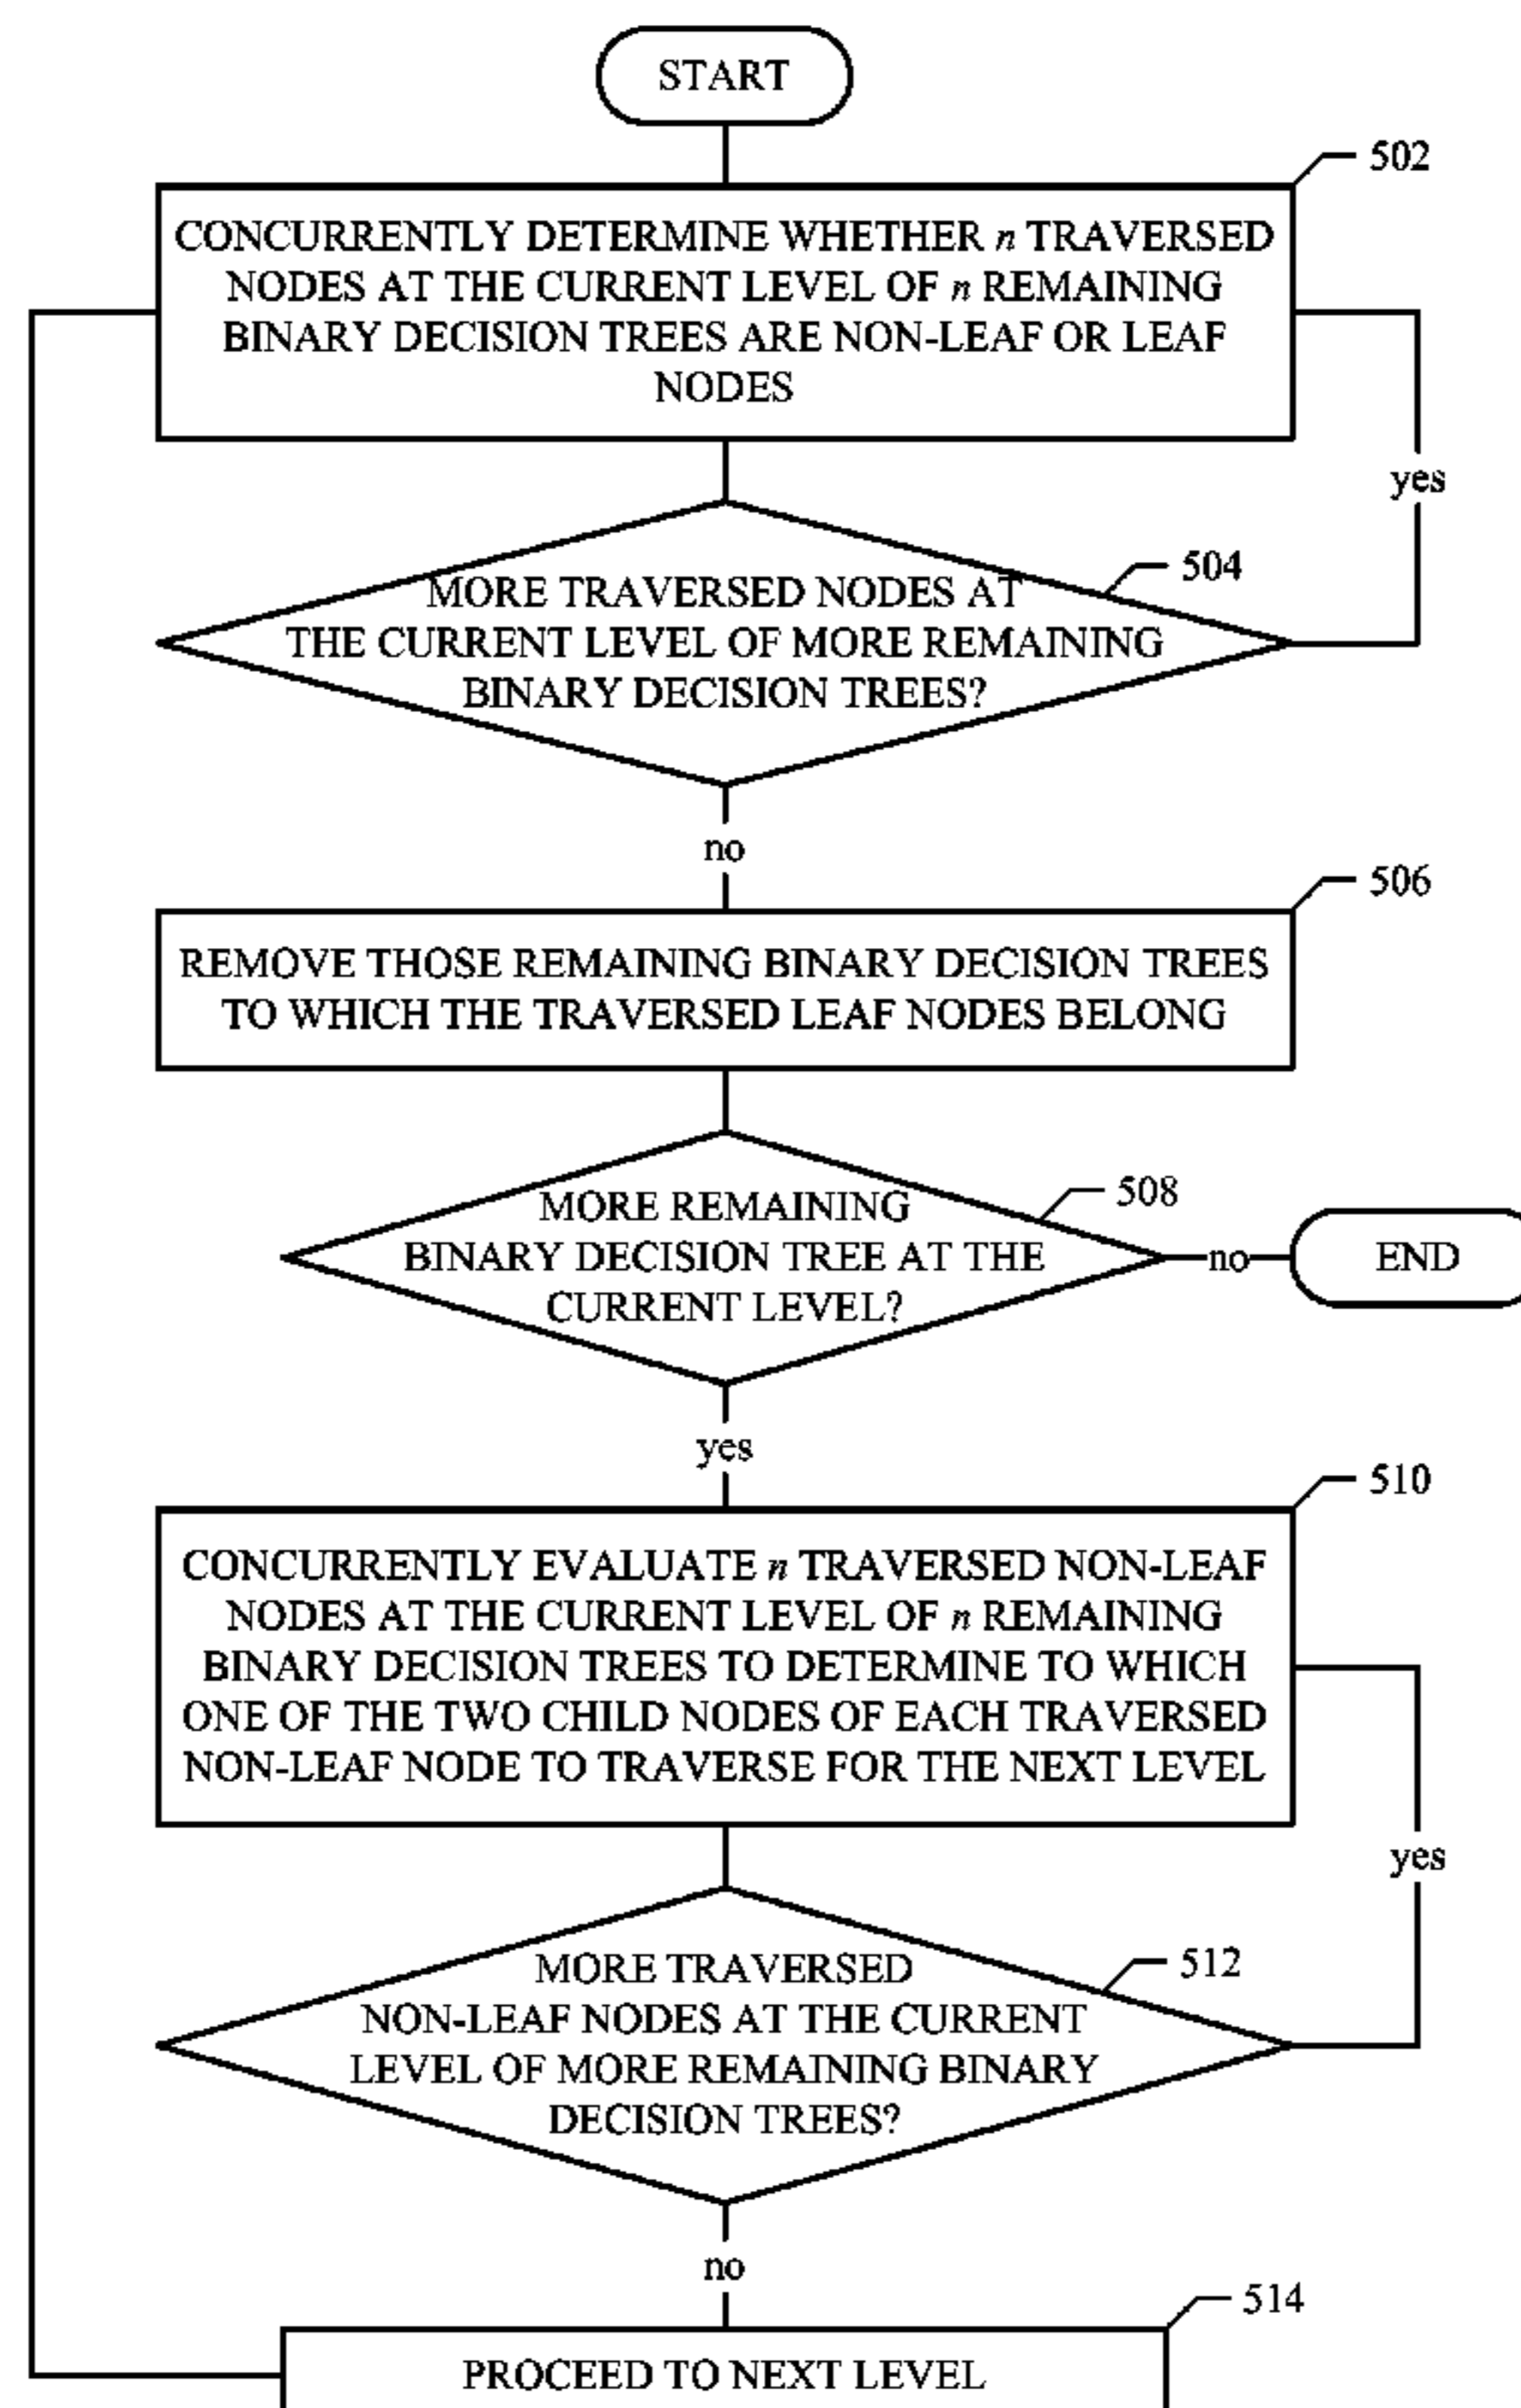 START
502
CONCURRENTLY DETERMINE WHETHER n TRAVERSED
NODES AT THE CURRENT LEVEL OF n REMAINING
BINARY DECISION TREES ARE NON-LEAF OR LEAF
NODES
yes
504
MORE TRAVERSED NODES AT
THE CURRENT LEVEL OF MORE REMAINING
BINARY DECISION TREES?
no
506
REMOVE THOSE REMAINING BINARY DECISION TREES
TO WHICH THE TRAVERSED LEAF NODES BELONG
508
MORE REMAINING
BINARY DECISION TREE AT THE
CURRENT LEVEL?
no
END
yes
510
CONCURRENTLY EVALUATE n TRAVERSED NON-LEAF
NODES AT THE CURRENT LEVEL OF n REMAINING
BINARY DECISION TREES TO DETERMINE TO WHICH
ONE OF THE TWO CHILD NODES OF EACH TRAVERSED
NON-LEAF NODE TO TRAVERSE FOR THE NEXT LEVEL
yes
512
MORE TRAVERSED
NON-LEAF NODES AT THE CURRENT
LEVEL OF MORE REMAINING BINARY
DECISION TREES?
no
514
PROCEED TO NEXT LEVEL